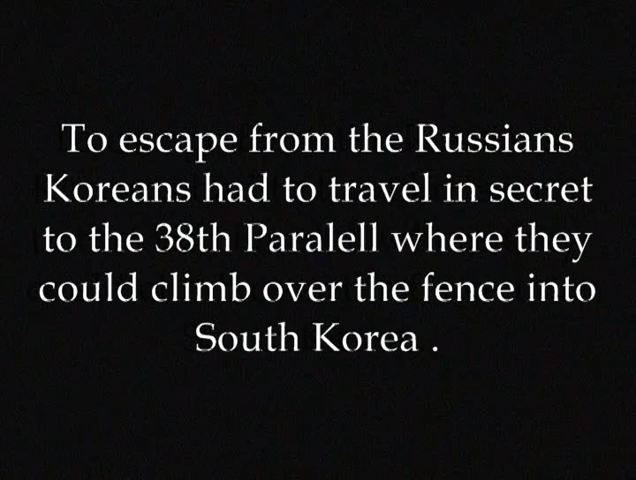 To escape from the Russians
Koreans had to travel in secret
to the 38th Paralell where they
could climb over the fence into
South Korea .